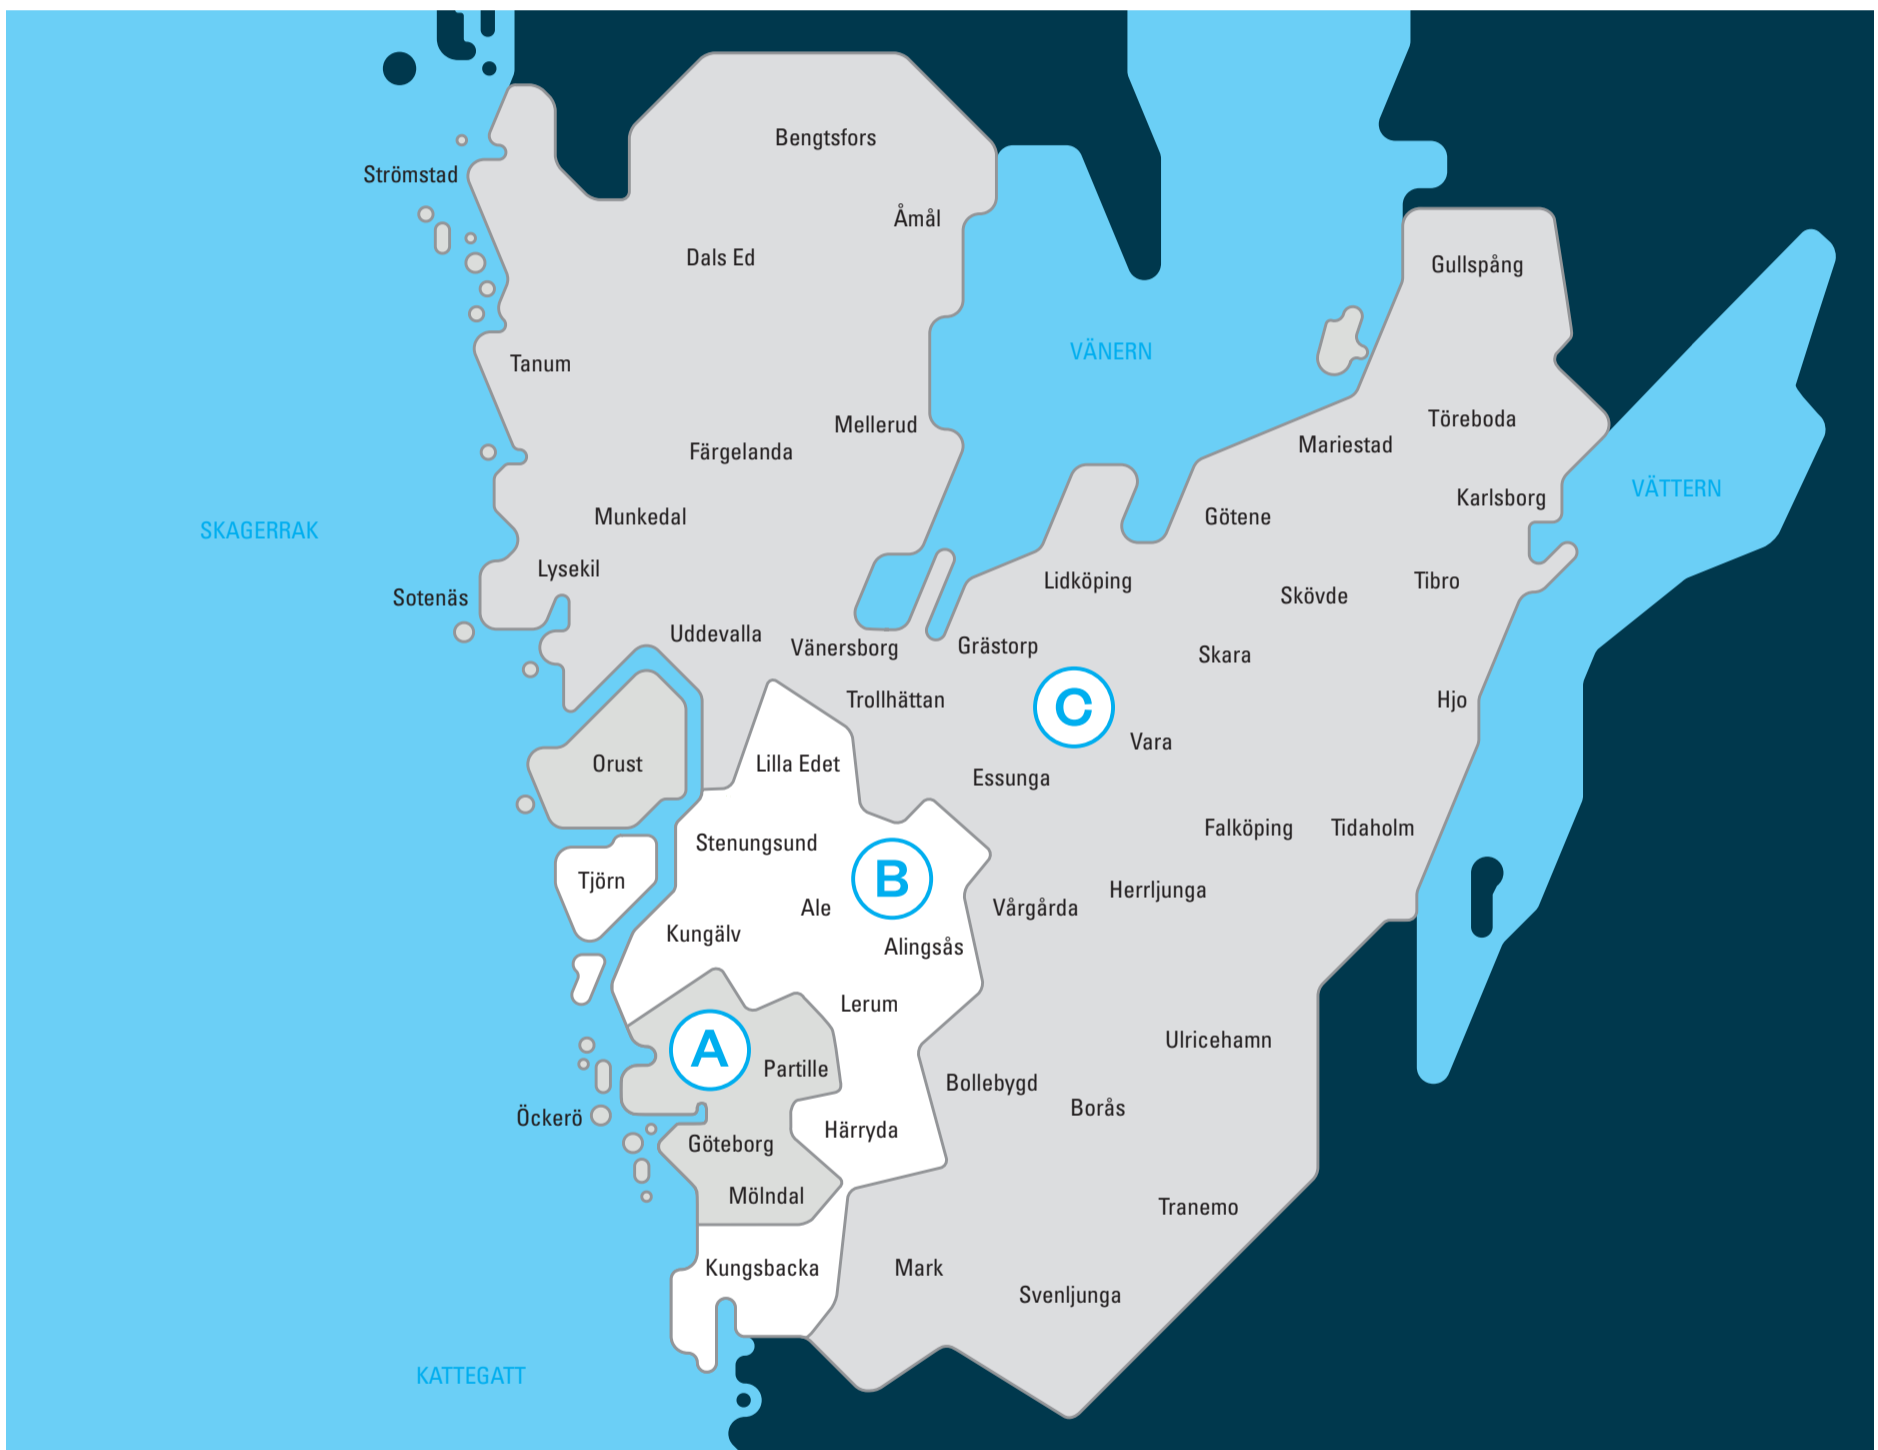 Bengtsfors
Strömstad
Åmål
Dals Ed
Gullspång
VÄNERN
Tanum
Töreboda
Mellerud
Mariestad
Färgelanda
VÄTTERN
Karlsborg
Munkedal
Götene
SKAGERRAK
Lysekil
Lidköping
Tibro
Skövde
Sotenäs
Uddevalla
Vänersborg
Grästorp
Skara
Trollhättan
C
Hjo
Vara
Orust
Lilla Edet
Essunga
Falköping
Tidaholm
Stenungsund
B
Tjörn
Herrljunga
Ale
Vårgårda
Kungälv
Alingsås
Lerum
A
Ulricehamn
Partille
Bollebygd
Borås
Öckerö
Härryda
Göteborg
Mölndal
Tranemo
Kungsbacka
Mark
Svenljunga
KATTEGATT